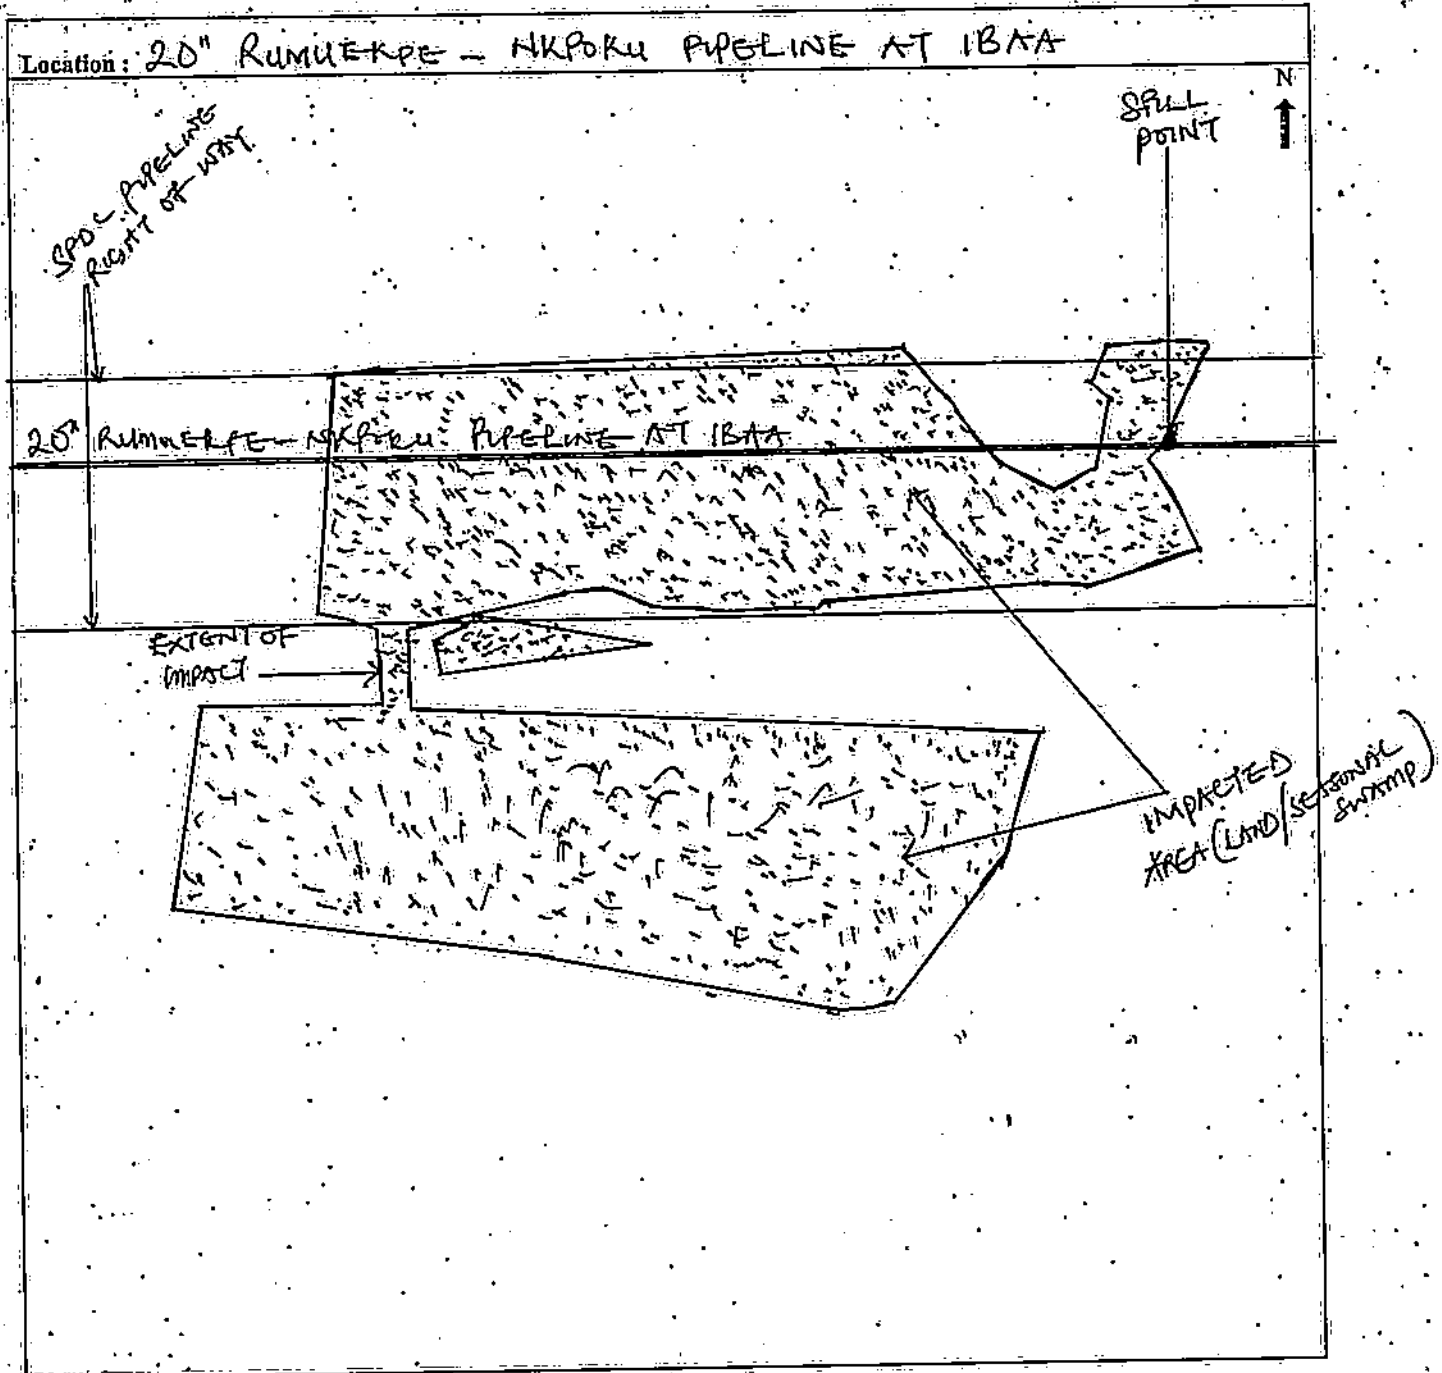 Location: 20" RUMUEKPE - NKPOKU PIPELINE AT IBAA
N
SPILL
POINT
SPDC PIPELINE
RIGHT OF WAY
20" RUMUEKPE - NKPOKU PIPELINE AT IBAA
EXTENT OF
IMPACT
IMPACTED
AREA (LAND/SEASONAL
SWAMP)